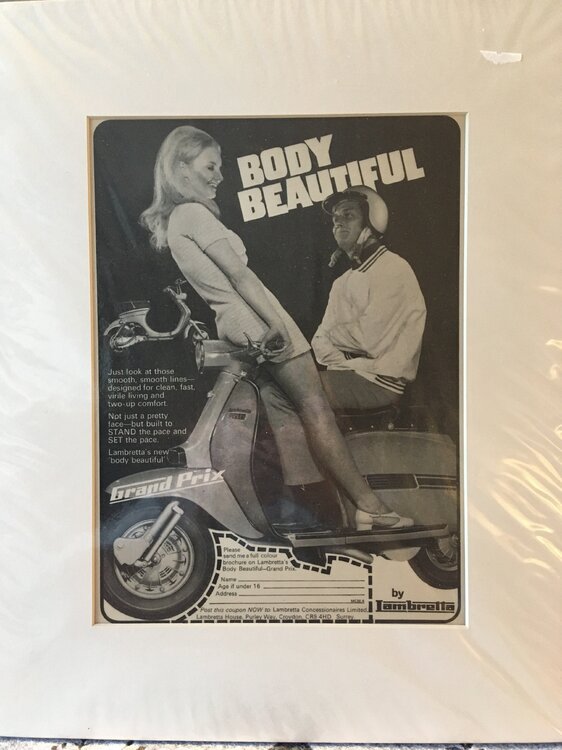 BODY
BEAUTIFUL
Just look at those
smooth, smooth lines—
designed for clean, fast,
virile living and
two-up comfort.
Not just a pretty
face—but built to
STAND the pace and
SET the pace.
Lambretta's new
'body beautiful'
Grand Prix
Please
send me a full colour
brochure on Lambretta's
Body Beautiful—Grand Prix.
Name
Age if under 16
Address
Post this coupon NOW to Lambretta Concessionaires Limited,
Lambretta House, Purley Way, Croydon, CR9 4HD. Surrey.
by
Lambretta